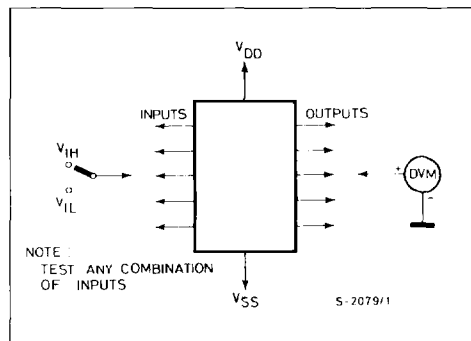 VDD
INPUTS
OUTPUTS
VIH
VIL
+
DVM
-
NOTE :
TEST ANY COMBINATION
OF INPUTS
VSS
S-2079/1